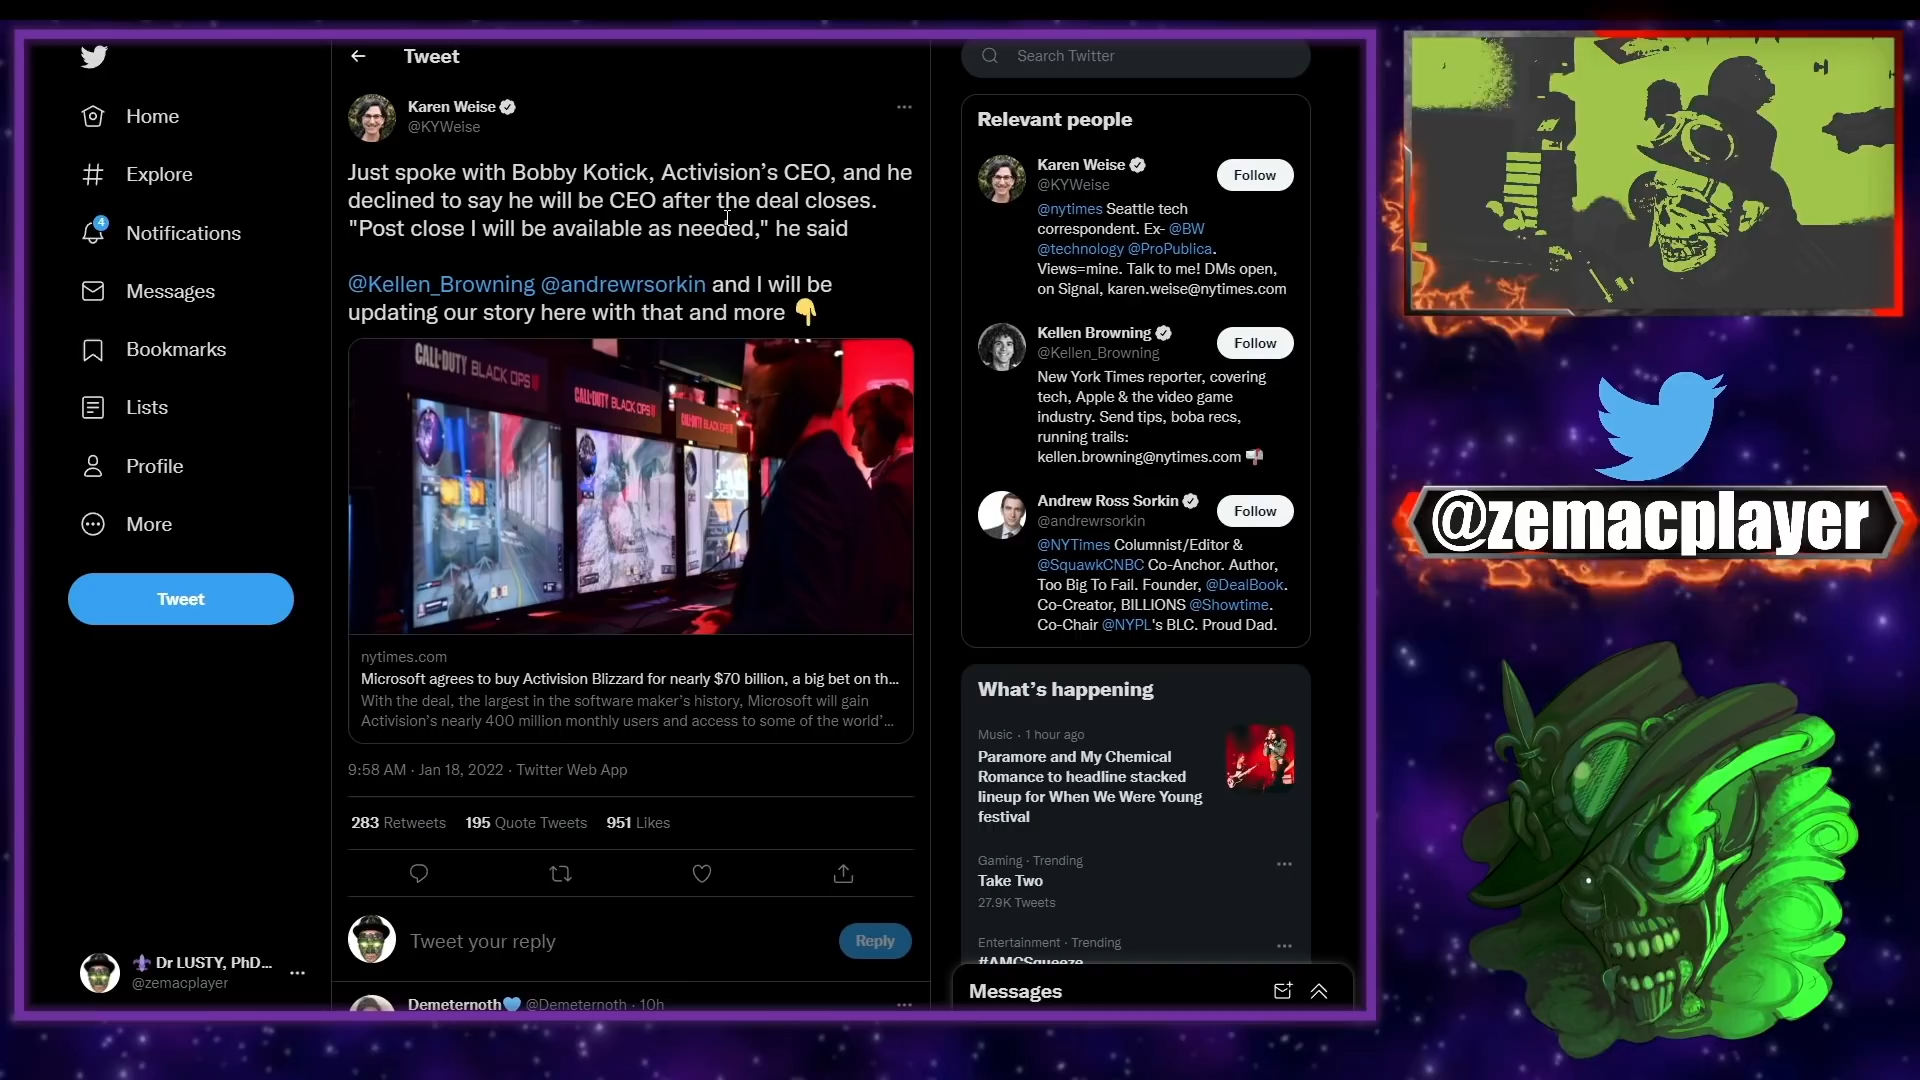 Home
Explore
4
Notifications
Messages
Bookmarks
Lists
Profile
More
Tweet
⚜ Dr LUSTY, PhD...
@zemacplayer
Tweet
Karen Weise
@KYWeise
Just spoke with Bobby Kotick, Activision’s CEO, and he
declined to say he will be CEO after the deal closes.
"Post close I will be available as needed," he said
@Kellen_Browning @andrewrsorkin and I will be
updating our story here with that and more 👇
CALL·DUTY BLACK OPS
CALL·DUTY BLACK OPS
CALL·DUTY BLACK OPS
nytimes.com
Microsoft agrees to buy Activision Blizzard for nearly $70 billion, a big bet on th...
With the deal, the largest in the software maker’s history, Microsoft will gain
Activision’s nearly 400 million monthly users and access to some of the world’...
9:58 AM · Jan 18, 2022 · Twitter Web App
283 Retweets 195 Quote Tweets 951 Likes
Tweet your reply
Reply
Demeternoth💙 @Demeternoth · 10h
Search Twitter
Relevant people
Karen Weise
@KYWeise
Follow
@nytimes Seattle tech
correspondent. Ex- @BW
@technology @ProPublica.
Views=mine. Talk to me! DMs open,
on Signal, karen.weise@nytimes.com
Kellen Browning
@Kellen_Browning
Follow
New York Times reporter, covering
tech, Apple & the video game
industry. Send tips, boba recs,
running trails:
kellen.browning@nytimes.com 📬
Andrew Ross Sorkin
@andrewrsorkin
Follow
@NYTimes Columnist/Editor &
@SquawkCNBC Co-Anchor. Author,
Too Big To Fail. Founder, @DealBook.
Co-Creator, BILLIONS @Showtime.
Co-Chair @NYPL's BLC. Proud Dad.
What’s happening
Music · 1 hour ago
Paramore and My Chemical
Romance to headline stacked
lineup for When We Were Young
festival
Gaming · Trending
Take Two
27.9K Tweets
Entertainment · Trending
#AMCSqueeze
Messages
@zemacplayer